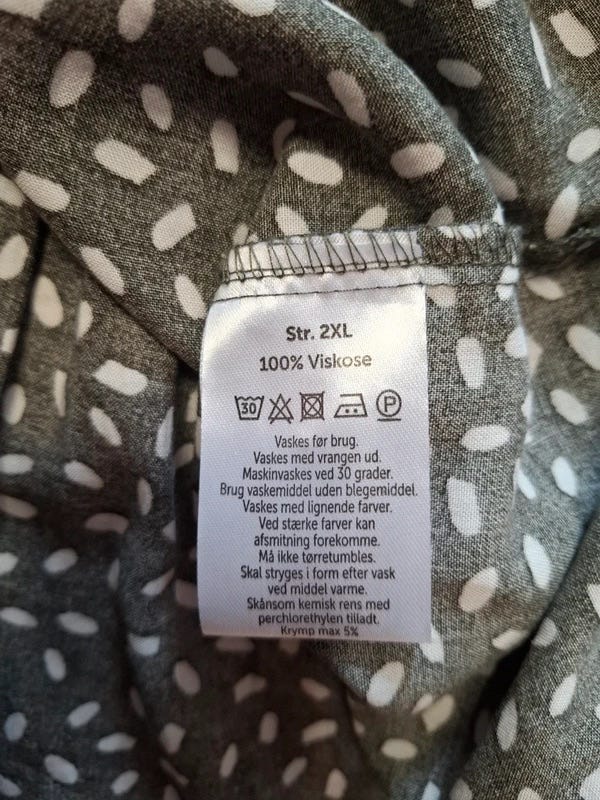 Str. 2XL
100% Viskose
30 P
Vaskes før brug.
Vaskes med vrangen ud.
Maskinvaskes ved 30 grader.
Brug vaskemiddel uden blegemiddel.
Vaskes med lignende farver.
Ved stærke farver kan
afsmitning forekomme.
Må ikke tørretumbles.
Skal stryges i form efter vask
ved middel varme.
Skånsom kemisk rens med
perchlorethylen tilladt.
Krymp max 5%